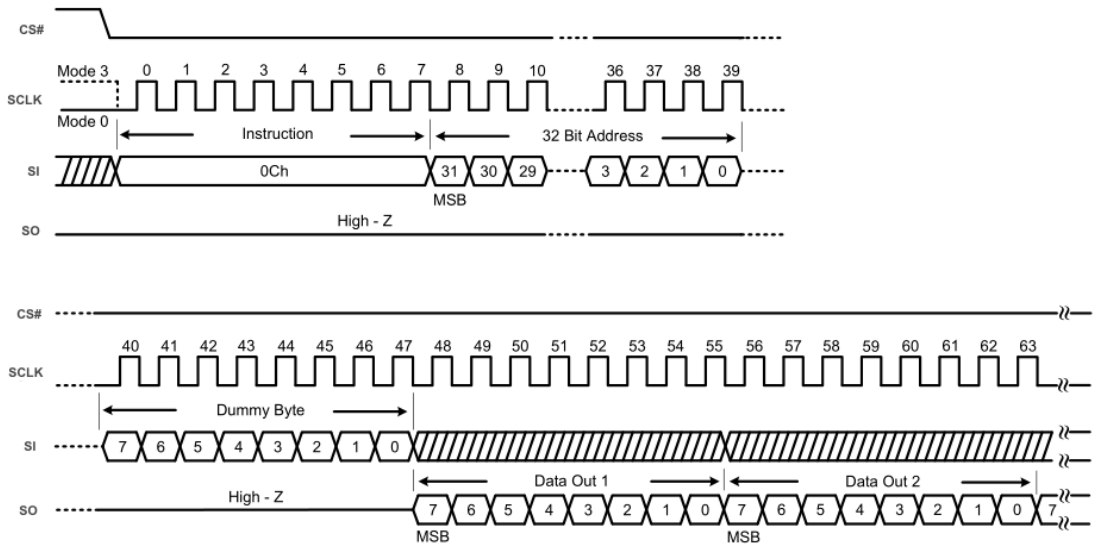 CS#
Mode 3 0 1 2 3 4 5 6 7 8 9 10 36 37 38 39
SCLK
Mode 0
Instruction 32 Bit Address
SI 0Ch 31 30 29 3 2 1 0
MSB
High - Z
SO
CS#
40 41 42 43 44 45 46 47 48 49 50 51 52 53 54 55 56 57 58 59 60 61 62 63
SCLK
Dummy Byte
SI 7 6 5 4 3 2 1 0
Data Out 1 Data Out 2
High - Z
SO 7 6 5 4 3 2 1 0 7 6 5 4 3 2 1 0 7
MSB MSB